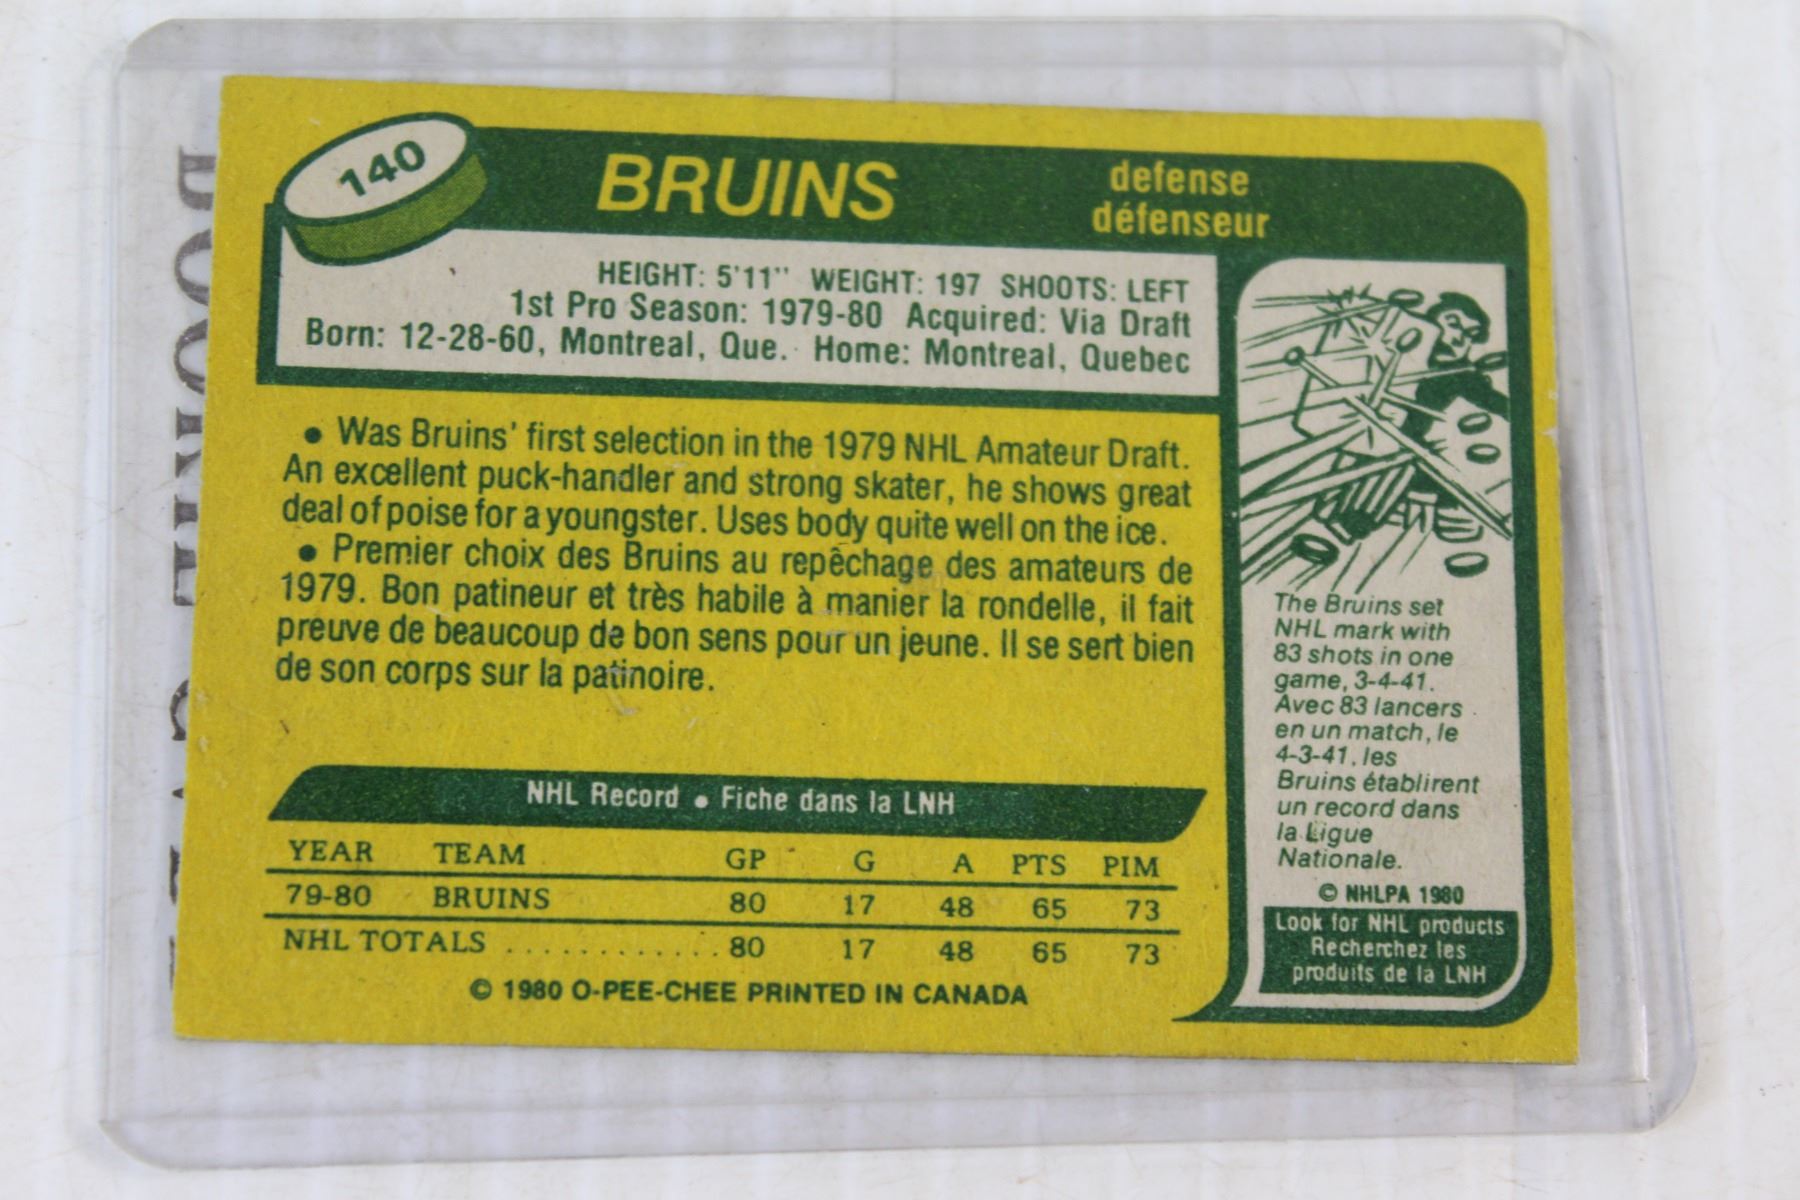 140
BRUINS
defense
défenseur
HEIGHT: 5'11'' WEIGHT: 197 SHOOTS: LEFT
1st Pro Season: 1979-80 Acquired: Via Draft
Born: 12-28-60, Montreal, Que. Home: Montreal, Quebec
• Was Bruins' first selection in the 1979 NHL Amateur Draft.
An excellent puck-handler and strong skater, he shows great
deal of poise for a youngster. Uses body quite well on the ice.
• Premier choix des Bruins au repêchage des amateurs de
1979. Bon patineur et très habile à manier la rondelle, il fait
preuve de beaucoup de bon sens pour un jeune. Il se sert bien
de son corps sur la patinoire.
NHL Record • Fiche dans la LNH
YEAR TEAM GP G A PTS PIM
79-80 BRUINS 80 17 48 65 73
NHL TOTALS ............ 80 17 48 65 73
© 1980 O-PEE-CHEE PRINTED IN CANADA
The Bruins set
NHL mark with
83 shots in one
game, 3-4-41.
Avec 83 lancers
en un match, le
4-3-41, les
Bruins établirent
un record dans
la Ligue
Nationale.
© NHLPA 1980
Look for NHL products
Recherchez les
produits de la LNH